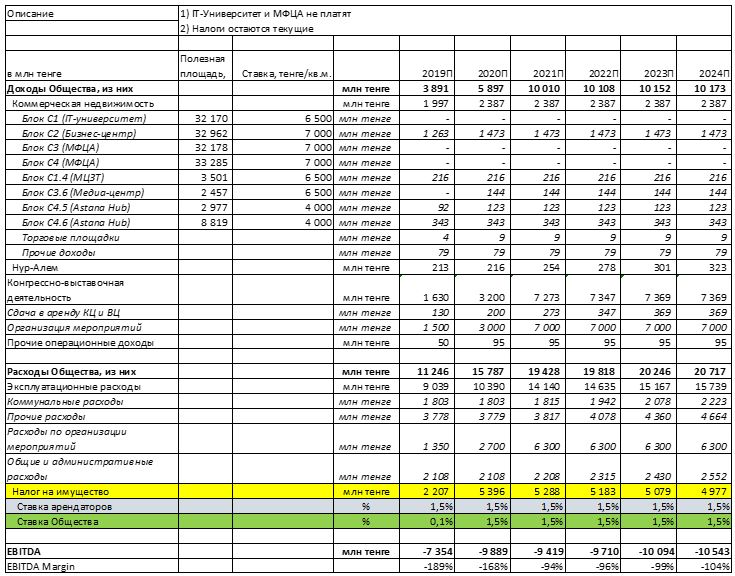 Описание 1) IT-Университет и МФЦА не платят
2) Налоги остаются текущие
в млн тенге Полезная площадь, Ставка, тенге/кв.м. 2019П 2020П 2021П 2022П 2023П 2024П
Доходы Общества, из них млн тенге 3 891 5 897 10 010 10 108 10 152 10 173
Коммерческая недвижимость млн тенге 1 997 2 387 2 387 2 387 2 387 2 387
Блок С1 (IT-университет) 32 170 6 500 млн тенге - - - - - -
Блок С2 (Бизнес-центр) 32 962 7 000 млн тенге 1 263 1 473 1 473 1 473 1 473 1 473
Блок С3 (МФЦА) 32 178 7 000 млн тенге - - - - - -
Блок С4 (МФЦА) 33 285 7 000 млн тенге - - - - - -
Блок С1.4 (МЦЗТ) 3 501 6 500 млн тенге 216 216 216 216 216 216
Блок С3.6 (Медиа-центр) 2 457 6 500 млн тенге - 144 144 144 144 144
Блок С4.5 (Astana Hub) 2 977 4 000 млн тенге 92 123 123 123 123 123
Блок С4.6 (Astana Hub) 8 819 4 000 млн тенге 343 343 343 343 343 343
Торговые площадки млн тенге 4 9 9 9 9 9
Прочие доходы млн тенге 79 79 79 79 79 79
Нур-Алем млн тенге 213 216 254 278 301 323
Конгрессно-выставочная
деятельность млн тенге 1 630 3 200 7 273 7 347 7 369 7 369
Сдача в аренду КЦ и ВЦ млн тенге 130 200 273 347 369 369
Организация мероприятий млн тенге 1 500 3 000 7 000 7 000 7 000 7 000
Прочие операционные доходы млн тенге 50 95 95 95 95 95
Расходы Общества, из них млн тенге 11 246 15 787 19 428 19 818 20 246 20 717
Эксплуатационные расходы млн тенге 9 039 10 390 14 140 14 635 15 167 15 739
Коммунальные расходы млн тенге 1 803 1 803 1 815 1 942 2 078 2 223
Прочие расходы млн тенге 3 778 3 779 3 817 4 078 4 360 4 664
Расходы по организации
мероприятий млн тенге 1 350 2 700 6 300 6 300 6 300 6 300
Общие и административные
расходы млн тенге 2 108 2 108 2 208 2 315 2 430 2 552
Налог на имущество млн тенге 2 207 5 396 5 288 5 183 5 079 4 977
Ставка арендаторов % 1,5% 1,5% 1,5% 1,5% 1,5% 1,5%
Ставка Общества % 0,1% 1,5% 1,5% 1,5% 1,5% 1,5%
EBITDA млн тенге -7 354 -9 889 -9 419 -9 710 -10 094 -10 543
EBITDA Margin -189% -168% -94% -96% -99% -104%